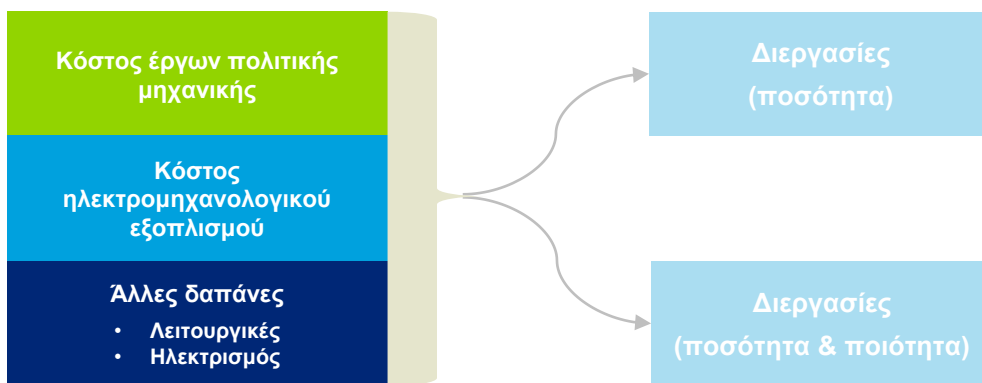 Κόστος έργων πολιτικής
μηχανικής
Κόστος
ηλεκτρομηχανολογικού
εξοπλισμού
Άλλες δαπάνες
• Λειτουργικές
• Ηλεκτρισμός
Διεργασίες
(ποσότητα)
Διεργασίες
(ποσότητα & ποιότητα)